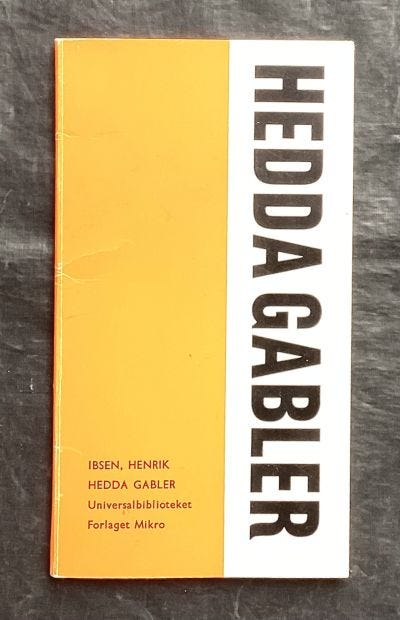 HEDDA GABLER
IBSEN, HENRIK
HEDDA GABLER
Universalbiblioteket
Forlaget Mikro